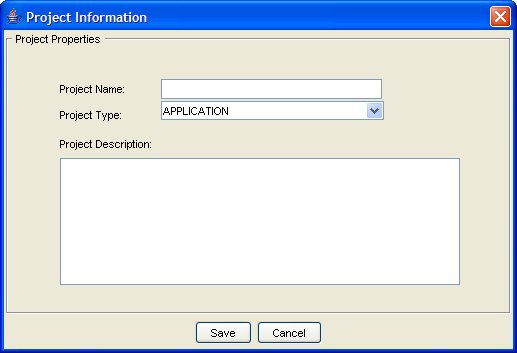 Project Information
Project Properties
Project Name:
Project Type: APPLICATION
Project Description:
Save Cancel